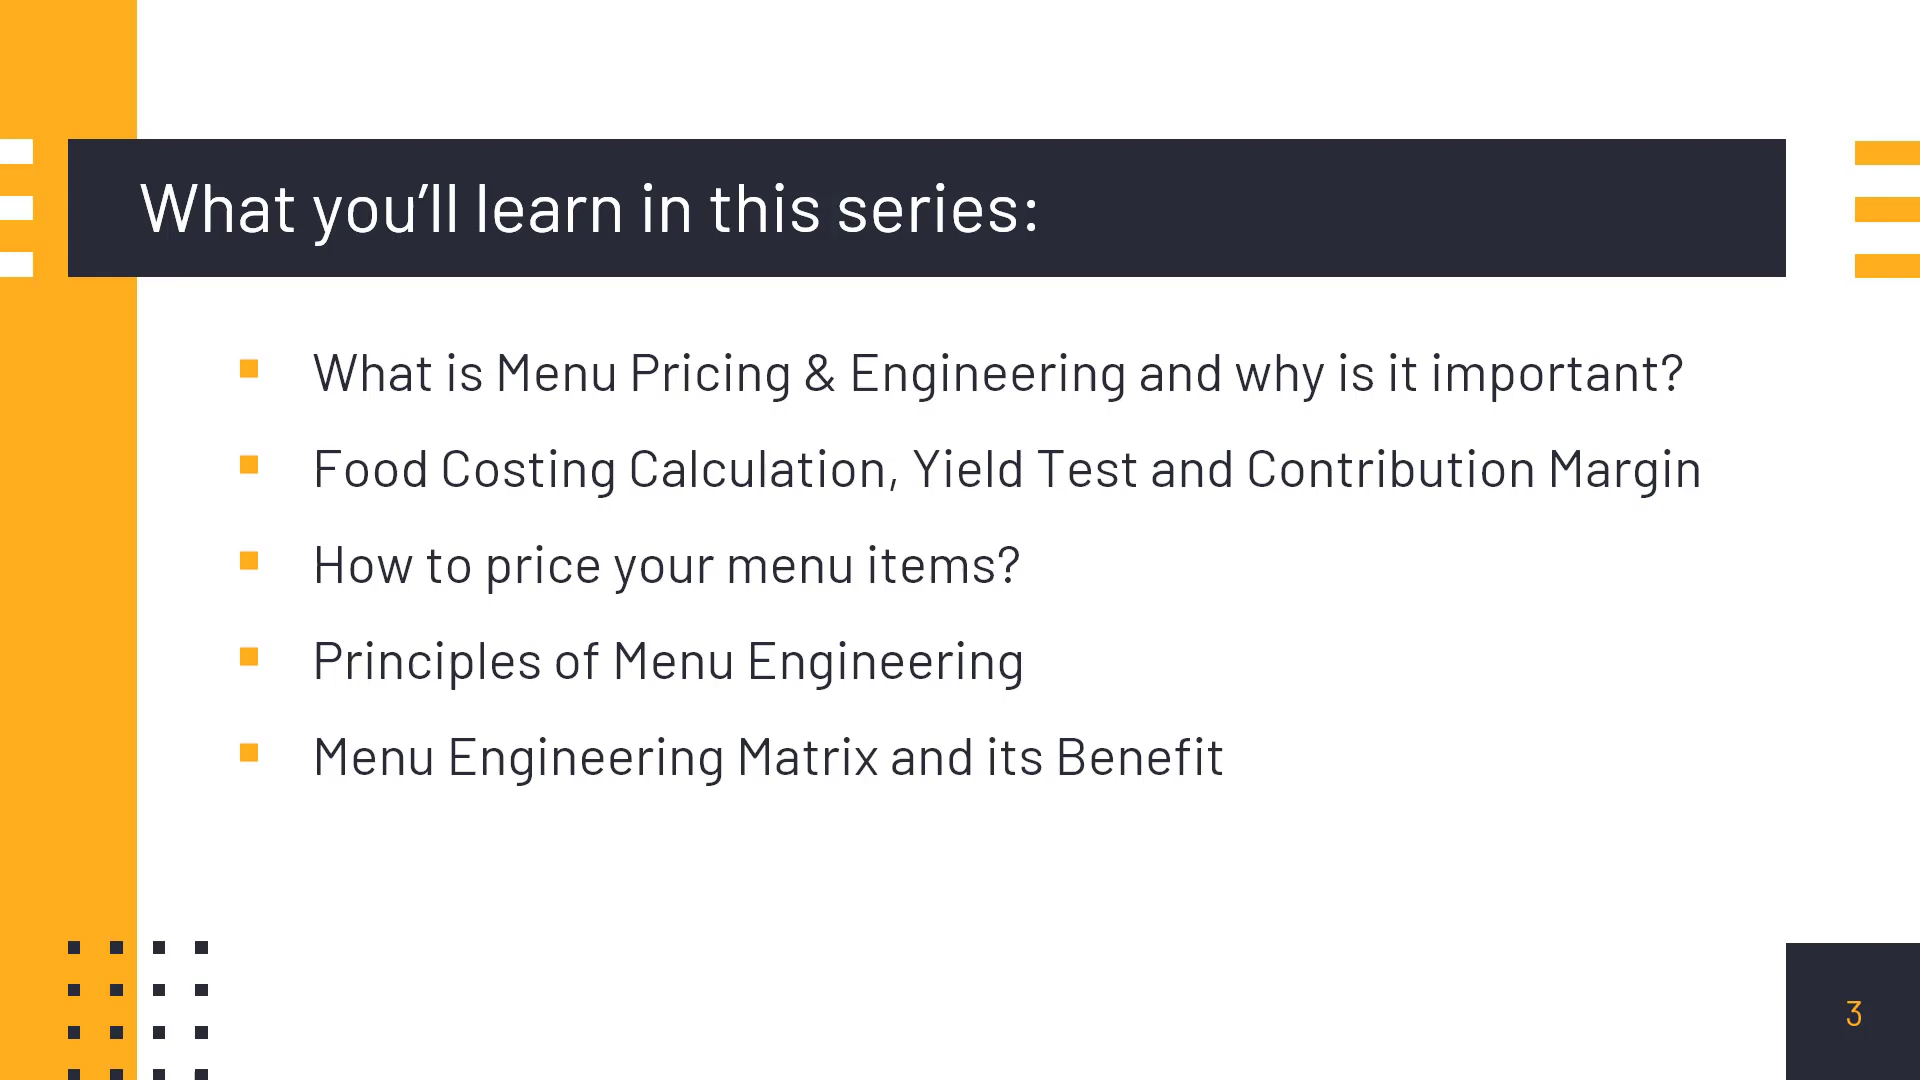 What you’ll learn in this series:
What is Menu Pricing & Engineering and why is it important?
Food Costing Calculation, Yield Test and Contribution Margin
How to price your menu items?
Principles of Menu Engineering
Menu Engineering Matrix and its Benefit
3